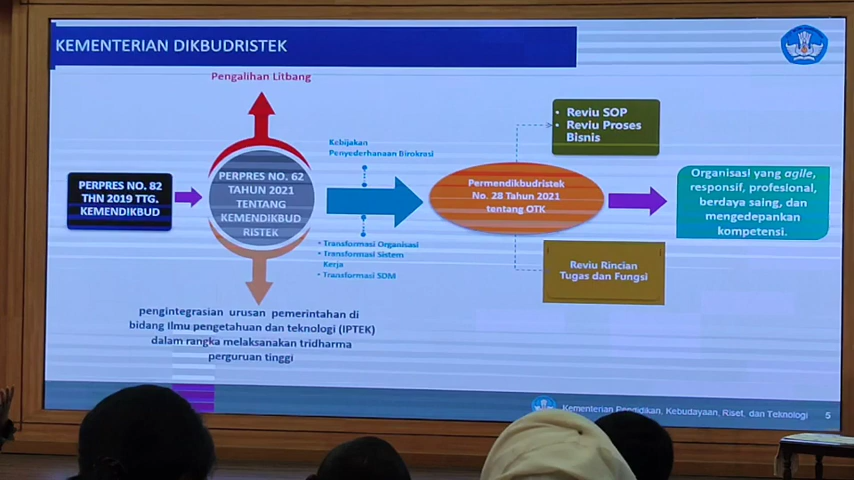 KEMENTERIAN DIKBUDRISTEK
Pengalihan Litbang
PERPRES NO. 82
THN 2019 TTG.
KEMENDIKBUD
PERPRES NO. 62
TAHUN 2021
TENTANG
KEMENDIKBUD
RISTEK
pengintegrasian urusan pemerintahan di
bidang Ilmu pengetahuan dan teknologi (IPTEK)
dalam rangka melaksanakan tridharma
perguruan tinggi
Kebijakan
Penyederhanaan Birokrasi
• Transformasi Organisasi
• Transformasi Sistem
Kerja
• Transformasi SDM
Permendikbudristek
No. 28 Tahun 2021
tentang OTK
• Reviu SOP
• Reviu Proses
Bisnis
Reviu Rincian
Tugas dan Fungsi
Organisasi yang agile,
responsif, profesional,
berdaya saing, dan
mengedepankan
kompetensi.
Kementerian Pendidikan, Kebudayaan, Riset, dan Teknologi 5